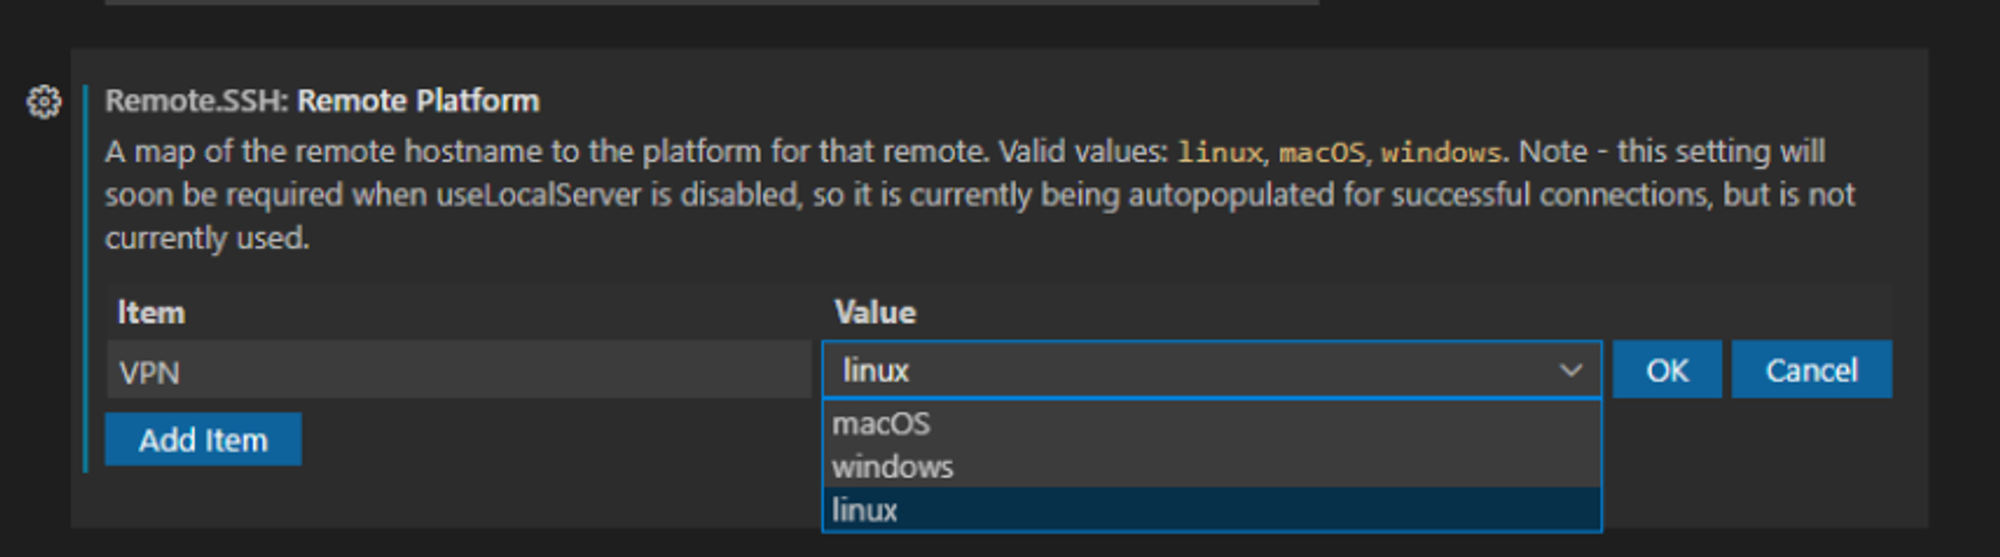 Remote.SSH: Remote Platform
A map of the remote hostname to the platform for that remote. Valid values: linux, macOS, windows. Note - this setting will
soon be required when useLocalServer is disabled, so it is currently being autopopulated for successful connections, but is not
currently used.
Item Value
VPN linux OK Cancel
macOS
Add Item
windows
linux